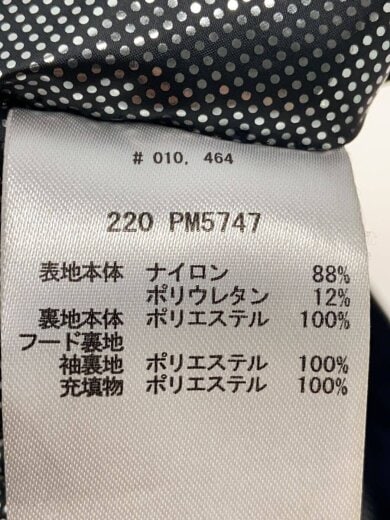 # 010, 464
220 PM5747
表地本体 ナイロン 88%
ポリウレタン 12%
裏地本体 ポリエステル 100%
フード裏地
袖裏地 ポリエステル 100%
充填物 ポリエステル 100%